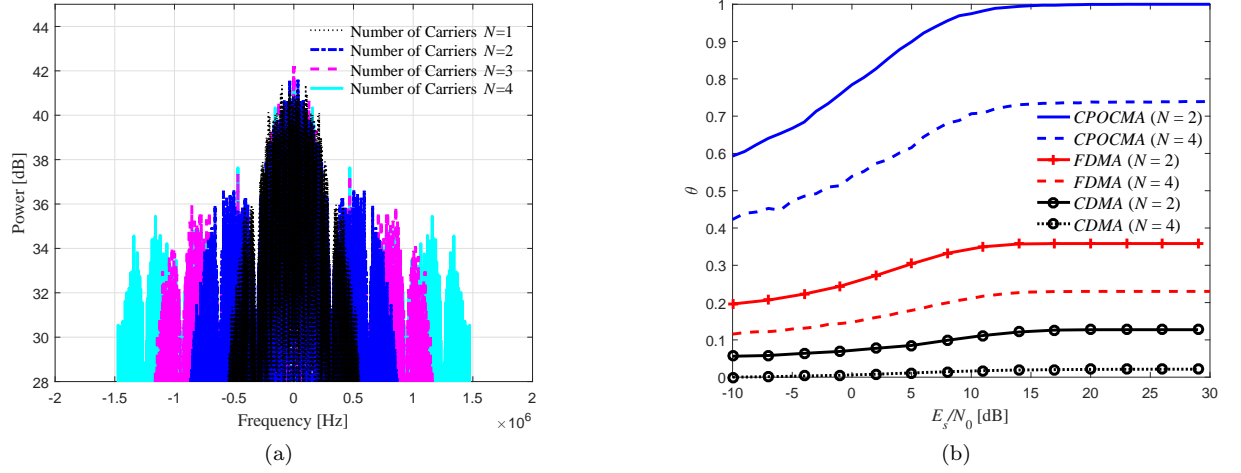 44
42
40
38
36
34
32
30
28
Power [dB]
Number of Carriers N=1
Number of Carriers N=2
Number of Carriers N=3
Number of Carriers N=4
-2
-1.5
-1
-0.5
0
0.5
1
1.5
2
Frequency [Hz]
×10⁶
(a)
1
0.9
0.8
0.7
0.6
0.5
0.4
0.3
0.2
0.1
0
θ
CPOCMA (N = 2)
CPOCMA (N = 4)
FDMA (N = 2)
FDMA (N = 4)
CDMA (N = 2)
CDMA (N = 4)
-10
-5
0
5
10
15
20
25
30
E_s/N_0 [dB]
(b)